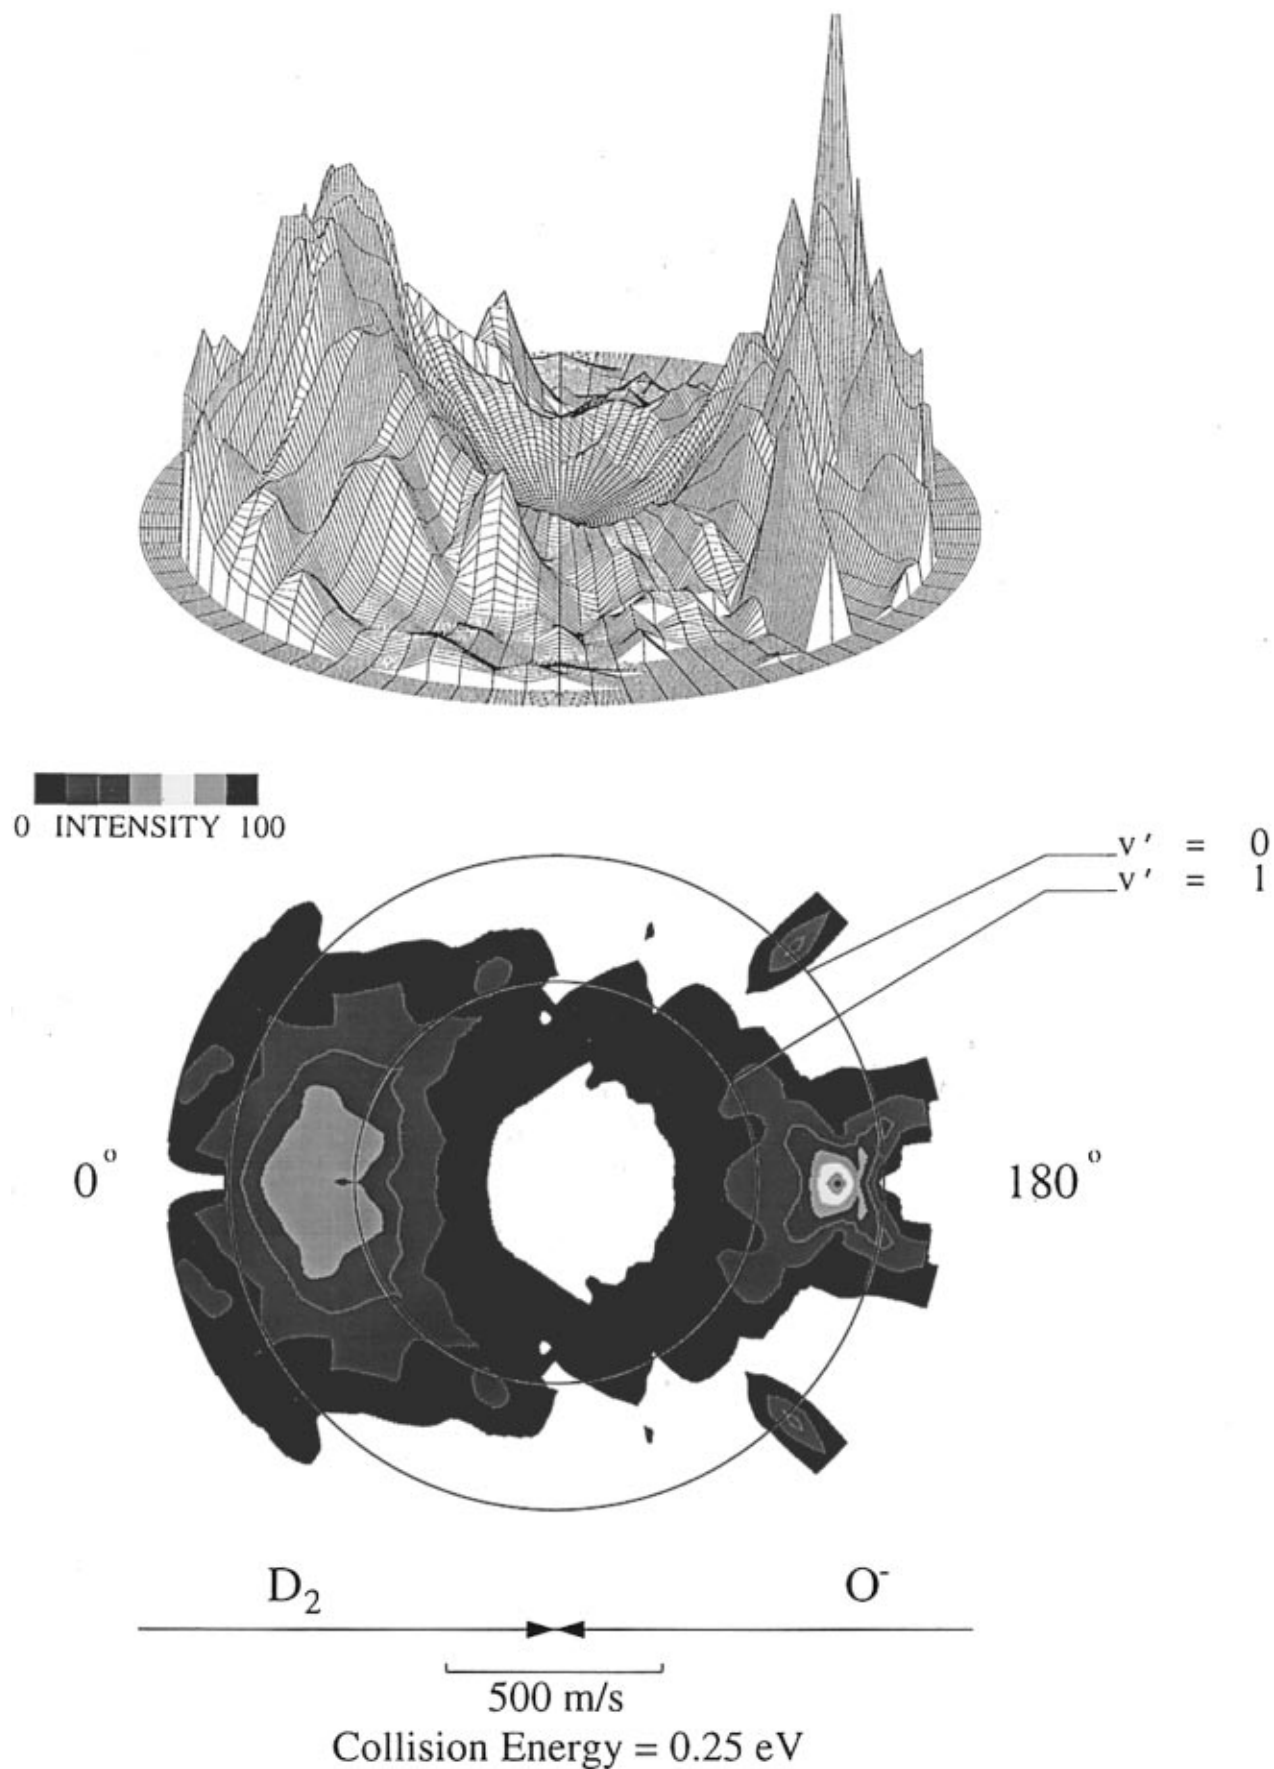 0 INTENSITY 100
v' = 0
v' = 1
0°
180°
D₂
O⁻
500 m/s
Collision Energy = 0.25 eV